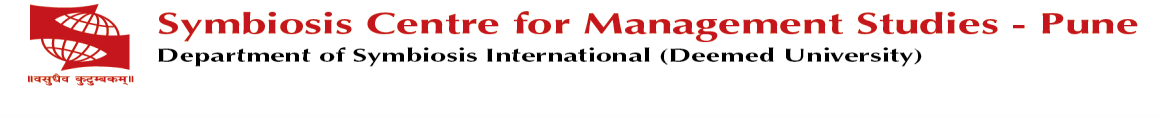 Symbiosis Centre for Management Studies - Pune
Department of Symbiosis International (Deemed University)
॥वसुधैव कुटुम्बकम्॥